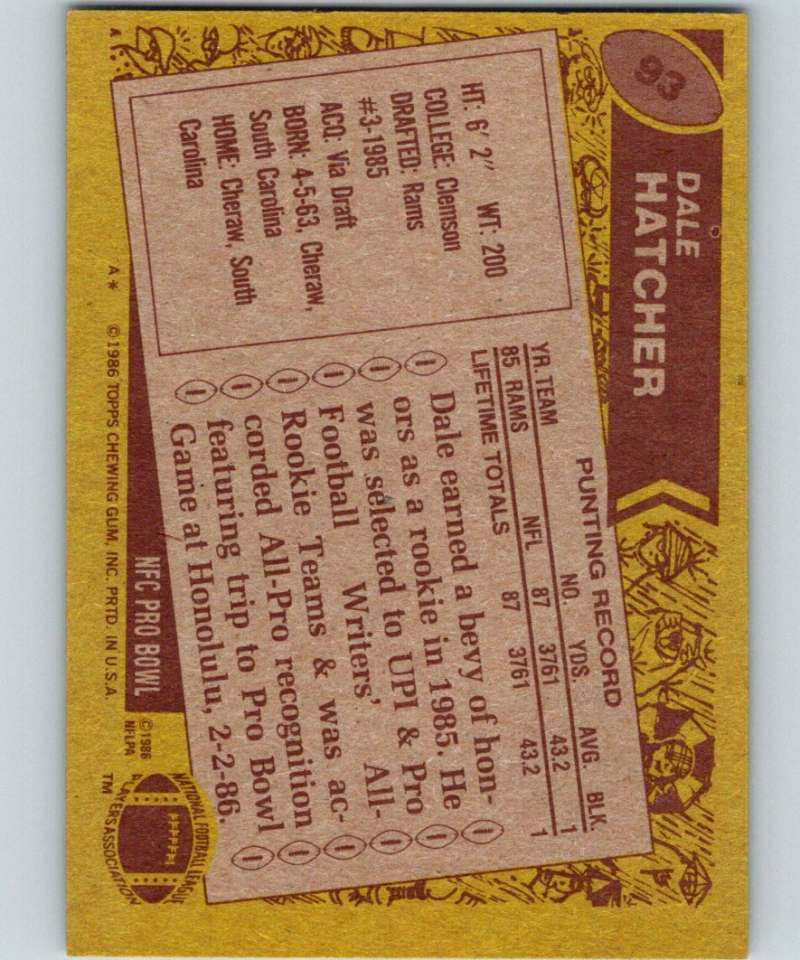 93
DALE
HATCHER
HT: 6' 2" WT: 200
COLLEGE: Clemson
DRAFTED: Rams
#3-1985
ACQ: Via Draft
BORN: 4-5-63, Cheraw,
South Carolina
HOME: Cheraw, South
Carolina
PUNTING RECORD
YR. TEAM NFL NO. YDS. AVG. BLK.
85 RAMS 87 3761 43.2 1
LIFETIME TOTALS 87 3761 43.2 1
Dale earned a bevy of hon-
ors as a rookie in 1985. He
was selected to UPI & Pro
Football Writers' All-
Rookie Teams & was ac-
corded All-Pro recognition
featuring trip to Pro Bowl
Game at Honolulu, 2-2-86.
NFC PRO BOWL
A* ©1986 TOPPS CHEWING GUM, INC. PRTD. IN U.S.A.
©1986
NFLPA
NATIONAL FOOTBALL LEAGUE
PLAYERS ASSOCIATION
TM